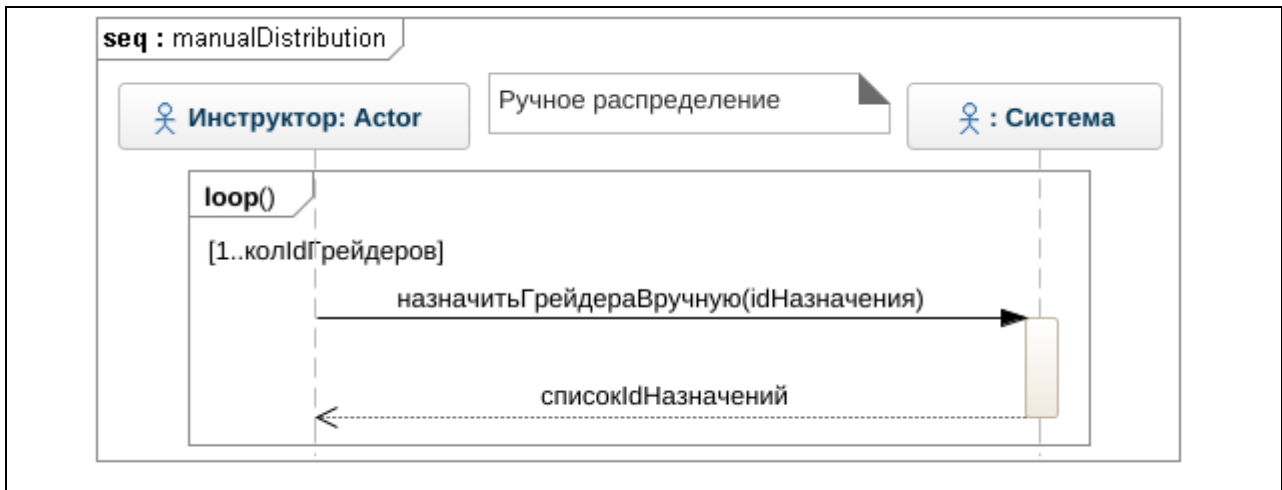 seq : manualDistribution
Инструктор: Actor
Ручное распределение
: Система
loop()
[1..колIdГрейдеров]
назначитьГрейдераВручную(idНазначения)
списокIdНазначений